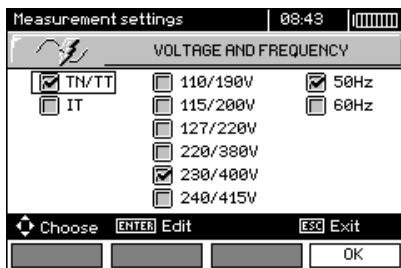 Measurement settings 08:43
VOLTAGE AND FREQUENCY
TN/TT 110/190V 50Hz
IT 115/200V 60Hz
127/220V
220/380V
230/400V
240/415V
Choose ENTER Edit ESC Exit
OK